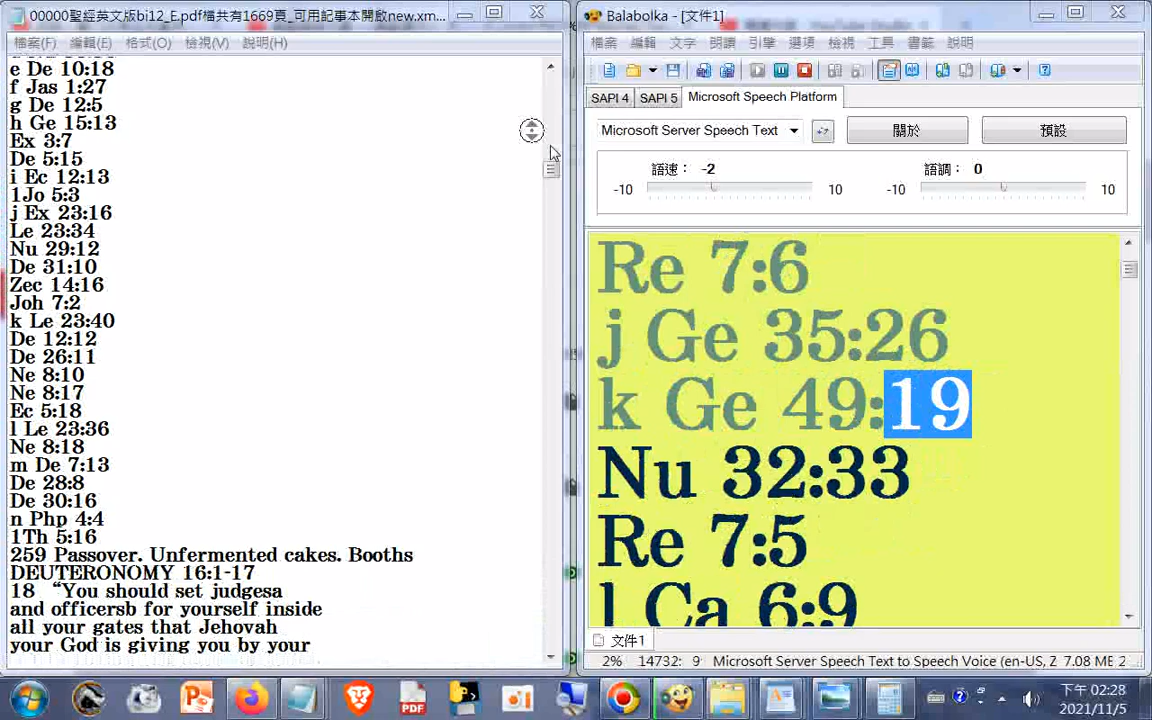 00000聖經英文版bi12_E.pdf檔共有1669頁_可用記事本開啟new.xm...
檔案(F) 編輯(E) 格式(O) 檢視(V) 說明(H)
e De 10:18
f Jas 1:27
g De 12:5
h Ge 15:13
Ex 3:7
De 5:15
i Ec 12:13
1Jo 5:3
j Ex 23:16
Le 23:34
Nu 29:12
De 31:10
Zec 14:16
Joh 7:2
k Le 23:40
De 12:12
De 26:11
Ne 8:10
Ne 8:17
Ec 5:18
l Le 23:36
Ne 8:18
m De 7:13
De 28:8
De 30:16
n Php 4:4
1Th 5:16
259 Passover. Unfermented cakes. Booths
DEUTERONOMY 16:1-17
18 “You should set judgesa
and officersb for yourself inside
all your gates that Jehovah
your God is giving you by your
Balabolka - [文件1]
檔案 編輯 文字 朗讀 引擎 選項 檢視 工具 書籤 說明
SAPI 4 SAPI 5 Microsoft Speech Platform
Microsoft Server Speech Text 關於 預設
語速： -2 語調： 0
-10 10 -10 10
Re 7:6
j Ge 35:26
k Ge 49:19
Nu 32:33
Re 7:5
l Ca 6:9
文件1
2% 14732: 9 Microsoft Server Speech Text to Speech Voice (en-US, Z 7.08 ME 2
PDF
下午 02:28
2021/11/5